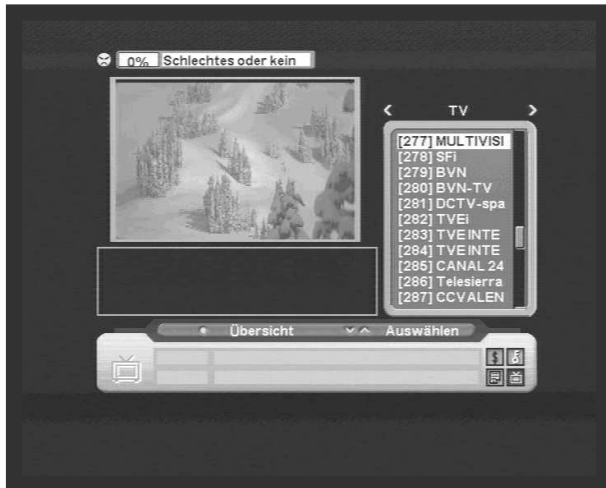 0% Schlechtes oder kein
TV
[277] MULTIVISI
[278] SFi
[279] BVN
[280] BVN-TV
[281] DCTV-spa
[282] TVEi
[283] TVEINTE
[284] TVEINTE
[285] CANAL 24
[286] Telesierra
[287] CCVALEN
Übersicht Auswählen